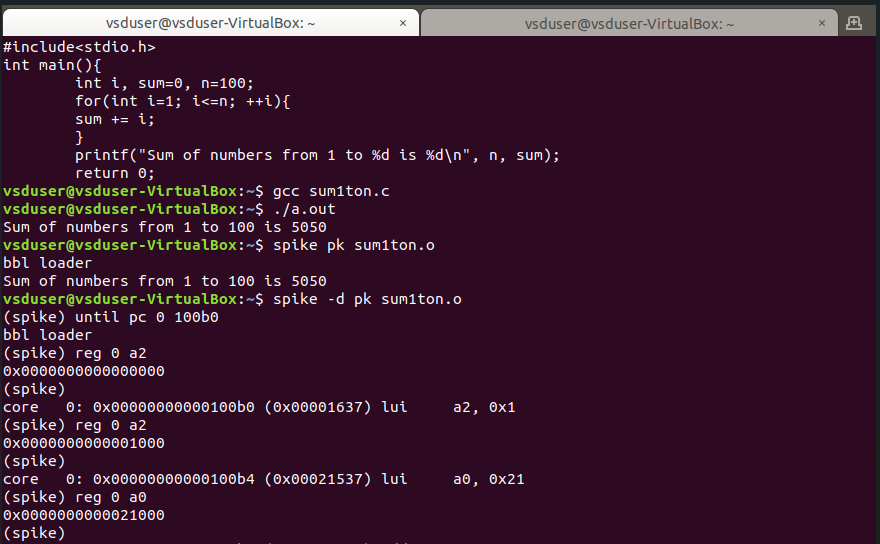 vsduser@vsduser-VirtualBox: ~ × vsduser@vsduser-VirtualBox: ~ ×
#include<stdio.h>
int main(){
        int i, sum=0, n=100;
        for(int i=1; i<=n; ++i){
        sum += i;
        }
        printf("Sum of numbers from 1 to %d is %d\n", n, sum);
        return 0;
vsduser@vsduser-VirtualBox:~$ gcc sum1ton.c
vsduser@vsduser-VirtualBox:~$ ./a.out
Sum of numbers from 1 to 100 is 5050
vsduser@vsduser-VirtualBox:~$ spike pk sum1ton.o
bbl loader
Sum of numbers from 1 to 100 is 5050
vsduser@vsduser-VirtualBox:~$ spike -d pk sum1ton.o
(spike) until pc 0 100b0
bbl loader
(spike) reg 0 a2
0x0000000000000000
(spike)
core   0: 0x00000000000100b0 (0x00001637) lui     a2, 0x1
(spike) reg 0 a2
0x0000000000001000
(spike)
core   0: 0x00000000000100b4 (0x00021537) lui     a0, 0x21
(spike) reg 0 a0
0x0000000000021000
(spike)